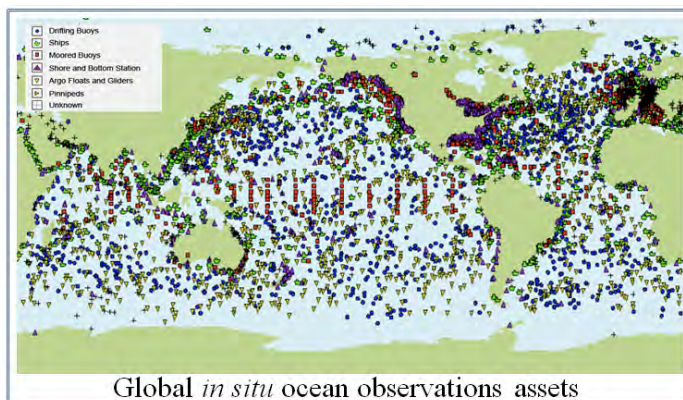 Drifting Buoys
Ships
Moored Buoys
Shore and Bottom Station
Argo Floats and Gliders
Pinnipeds
Unknown
Global in situ ocean observations assets